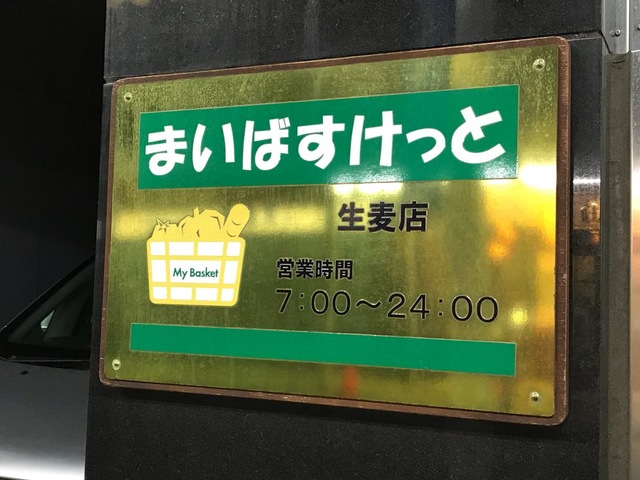 まいばすけっと
生麦店
My Basket
営業時間
7:00～24:00